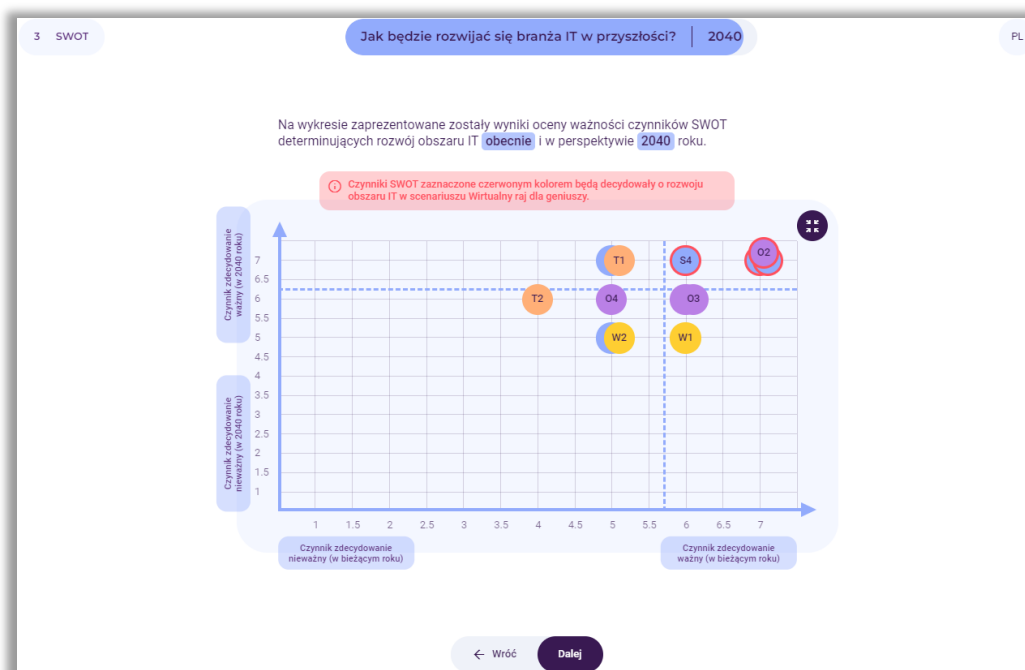 3 SWOT
Jak będzie rozwijać się branża IT w przyszłości? 2040
PL
Na wykresie zaprezentowane zostały wyniki oceny ważności czynników SWOT
determinujących rozwój obszaru IT obecnie i w perspektywie 2040 roku.
Czynniki SWOT zaznaczone czerwonym kolorem będą decydowały o rozwoju
obszaru IT w scenariuszu Wirtualny raj dla geniuszy.
Czynnik zdecydowanie
ważny (w 2040 roku)
Czynnik zdecydowanie
nieważny (w 2040 roku)
7
6.5
6
5.5
5
4.5
4
3.5
3
2.5
2
1.5
1
O2
T1
S4
T2
O4
O3
W2
W1
1 1.5 2 2.5 3 3.5 4 4.5 5 5.5 6 6.5 7
Czynnik zdecydowanie
nieważny (w bieżącym roku)
Czynnik zdecydowanie
ważny (w bieżącym roku)
Wróć
Dalej